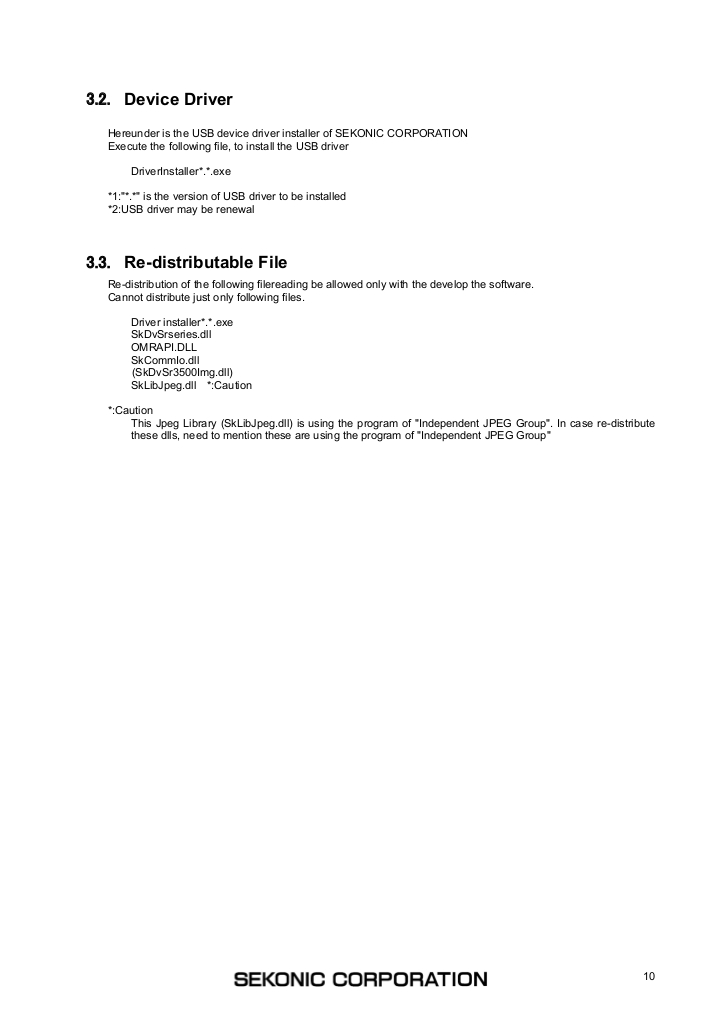 3.2. Device Driver
Hereunder is the USB device driver installer of SEKONIC CORPORATION
Execute the following file, to install the USB driver
DriverInstaller*.*.exe
*1:"*.*" is the version of USB driver to be installed
*2:USB driver may be renewal
3.3. Re-distributable File
Re-distribution of the following filereading be allowed only with the develop the software.
Cannot distribute just only following files.
Driver installer*.*.exe
SkDvSrseries.dll
OMRAPI.DLL
SkCommIo.dll
(SkDvSr3500Img.dll)
SkLibJpeg.dll *:Caution
*:Caution
This Jpeg Library (SkLibJpeg.dll) is using the program of "Independent JPEG Group". In case re-distribute
these dlls, need to mention these are using the program of "Independent JPEG Group"
SEKONIC CORPORATION
10